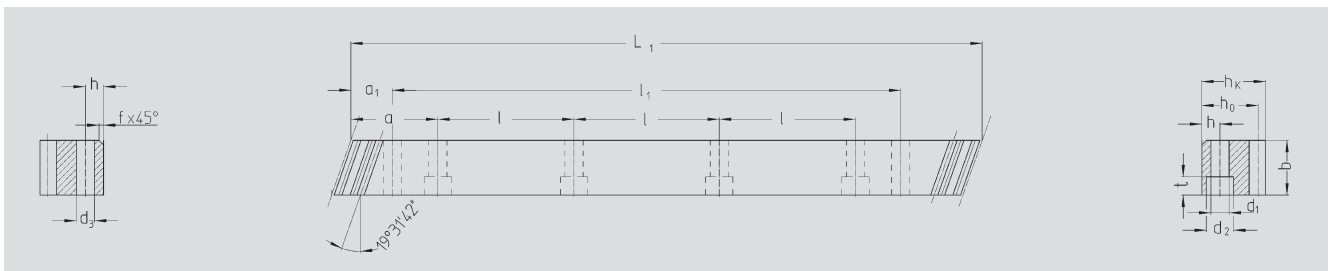 h
f x 45°
d₃
L₁
a₁
l₁
a
l
l
l
19°31'42"
hₖ
h₀
h
t
b
d₁
d₂